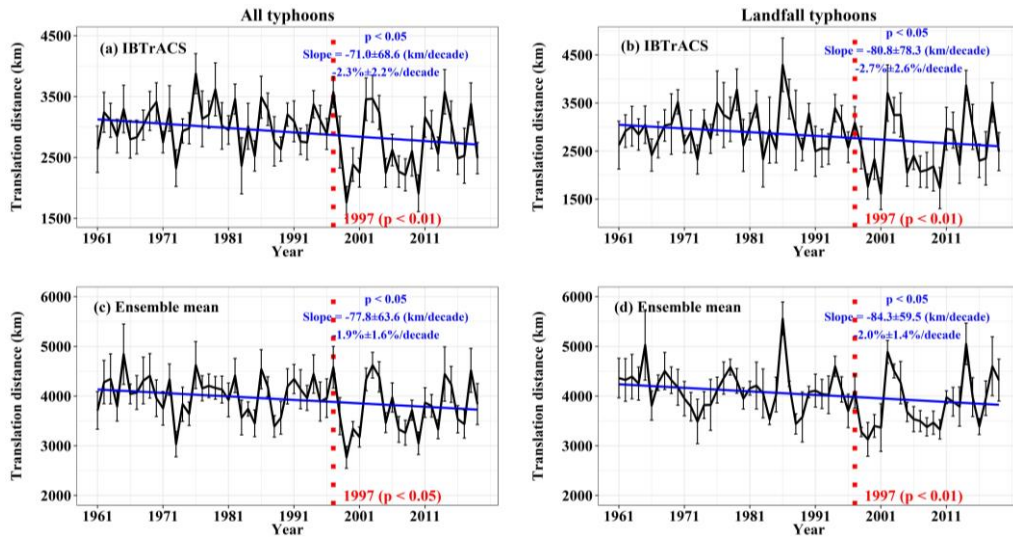 All typhoons
Landfall typhoons
Translation distance (km)
4500
3500
2500
1500
(a) IBTrACS
p < 0.05
Slope = -71.0±68.6 (km/decade)
-2.3%±2.2%/decade
1997 (p < 0.01)
1961 1971 1981 1991 2001 2011
Year
Translation distance (km)
4500
3500
2500
1500
(b) IBTrACS
p < 0.05
Slope = -80.8±78.3 (km/decade)
-2.7%±2.6%/decade
1997 (p < 0.01)
1961 1971 1981 1991 2001 2011
Year
Translation distance (km)
6000
5000
4000
3000
2000
(c) Ensemble mean
p < 0.05
Slope = -77.8±63.6 (km/decade)
-1.9%±1.6%/decade
1997 (p < 0.05)
1961 1971 1981 1991 2001 2011
Year
Translation distance (km)
6000
5000
4000
3000
2000
(d) Ensemble mean
p < 0.05
Slope = -84.3±59.5 (km/decade)
-2.0%±1.4%/decade
1997 (p < 0.01)
1961 1971 1981 1991 2001 2011
Year